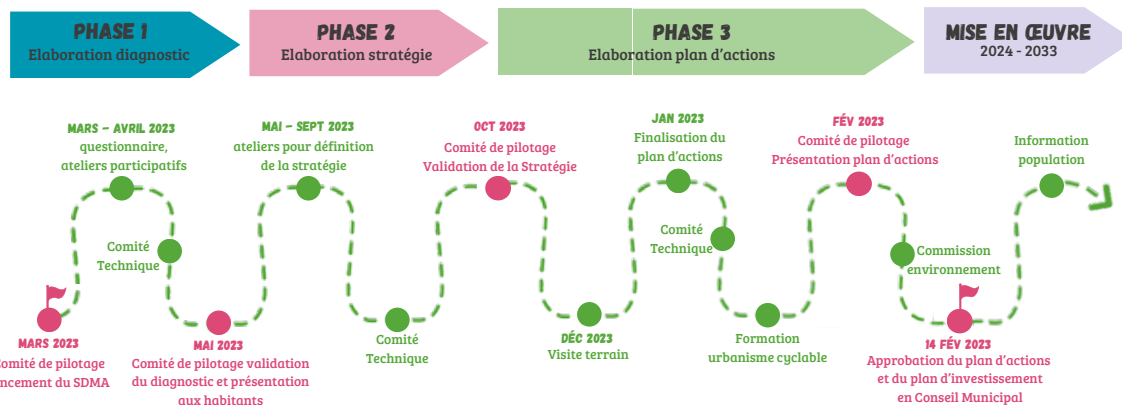 PHASE 1
Elaboration diagnostic
PHASE 2
Elaboration stratégie
PHASE 3
Elaboration plan d'actions
MISE EN ŒUVRE
2024 - 2033
MARS – AVRIL 2023
questionnaire,
ateliers participatifs
MAI – SEPT 2023
ateliers pour définition
de la stratégie
OCT 2023
Comité de pilotage
Validation de la Stratégie
JAN 2023
Finalisation du
plan d'actions
FÉV 2023
Comité de pilotage
Présentation plan d'actions
Information
population
Comité
Technique
Comité
Technique
Commission
environnement
MARS 2023
Comité de pilotage
ncement du SDMA
MAI 2023
Comité de pilotage validation
du diagnostic et présentation
aux habitants
Comité
Technique
DÉC 2023
Visite terrain
Formation
urbanisme cyclable
14 FÉV 2023
Approbation du plan d'actions
et du plan d'investissement
en Conseil Municipal